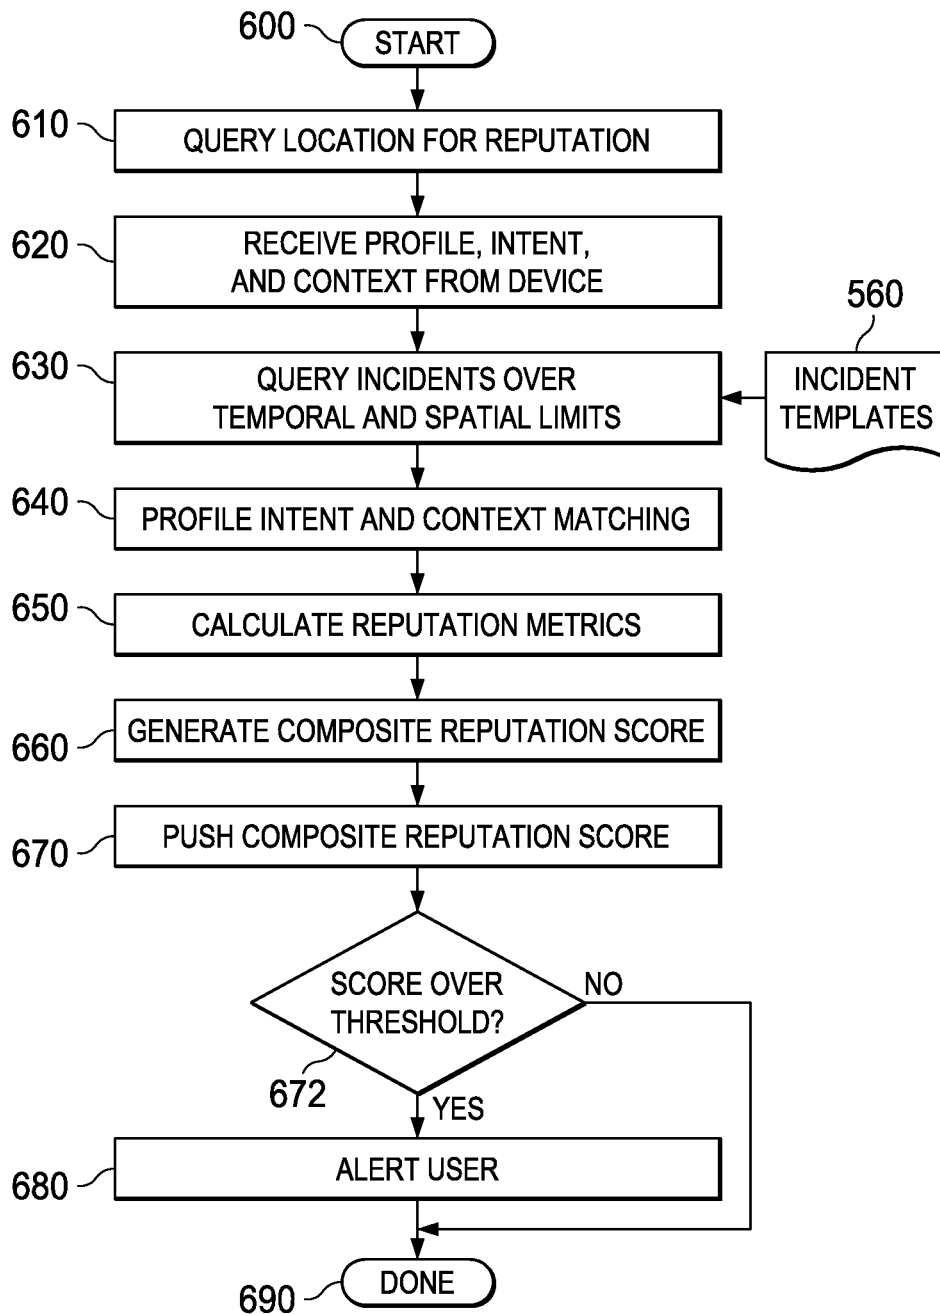 600
START
610
QUERY LOCATION FOR REPUTATION
620
RECEIVE PROFILE, INTENT,
AND CONTEXT FROM DEVICE
560
630
QUERY INCIDENTS OVER
TEMPORAL AND SPATIAL LIMITS
INCIDENT
TEMPLATES
640
PROFILE INTENT AND CONTEXT MATCHING
650
CALCULATE REPUTATION METRICS
660
GENERATE COMPOSITE REPUTATION SCORE
670
PUSH COMPOSITE REPUTATION SCORE
SCORE OVER
THRESHOLD?
NO
672
YES
680
ALERT USER
690
DONE